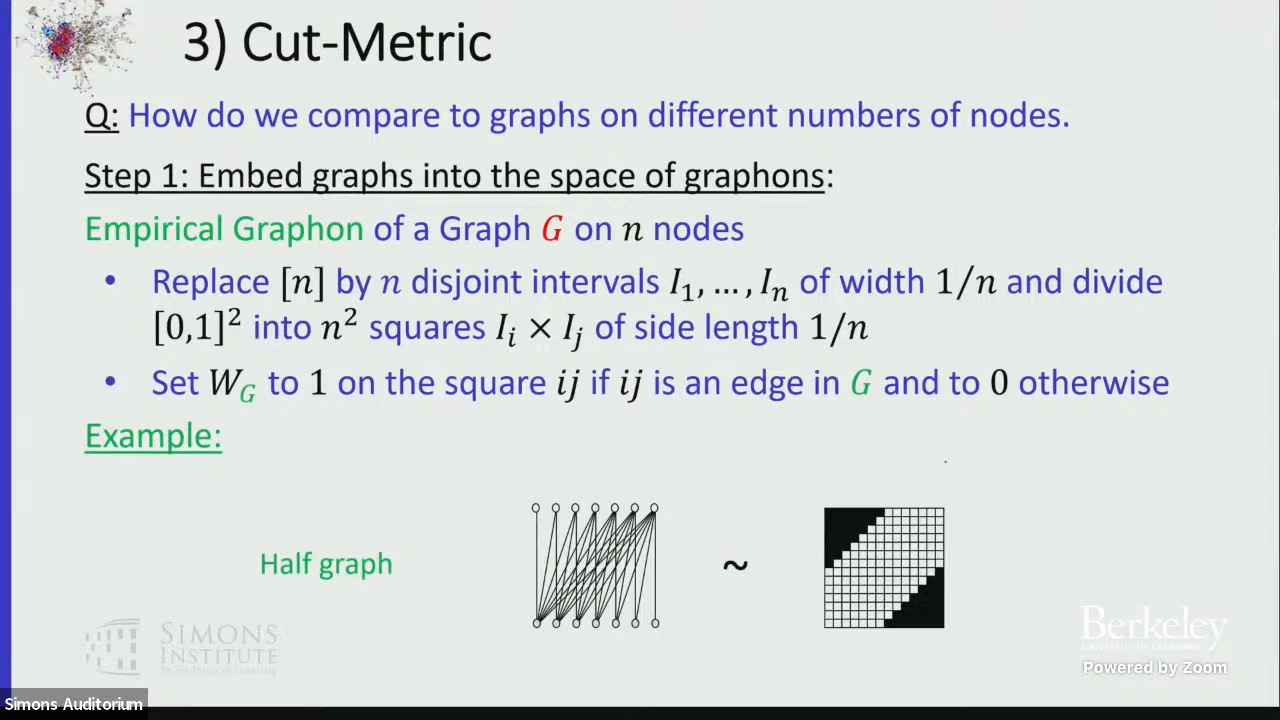 3) Cut-Metric
Q: How do we compare to graphs on different numbers of nodes.
Step 1: Embed graphs into the space of graphons:
Empirical Graphon of a Graph G on n nodes
• Replace [n] by n disjoint intervals I₁, … , Iₙ of width 1/n and divide
[0,1]² into n² squares Iᵢ × Iⱼ of side length 1/n
• Set W_G to 1 on the square ij if ij is an edge in G and to 0 otherwise
Example:
Half graph
~
SIMONS
INSTITUTE
Berkeley
Powered by Zoom
Simons Auditorium